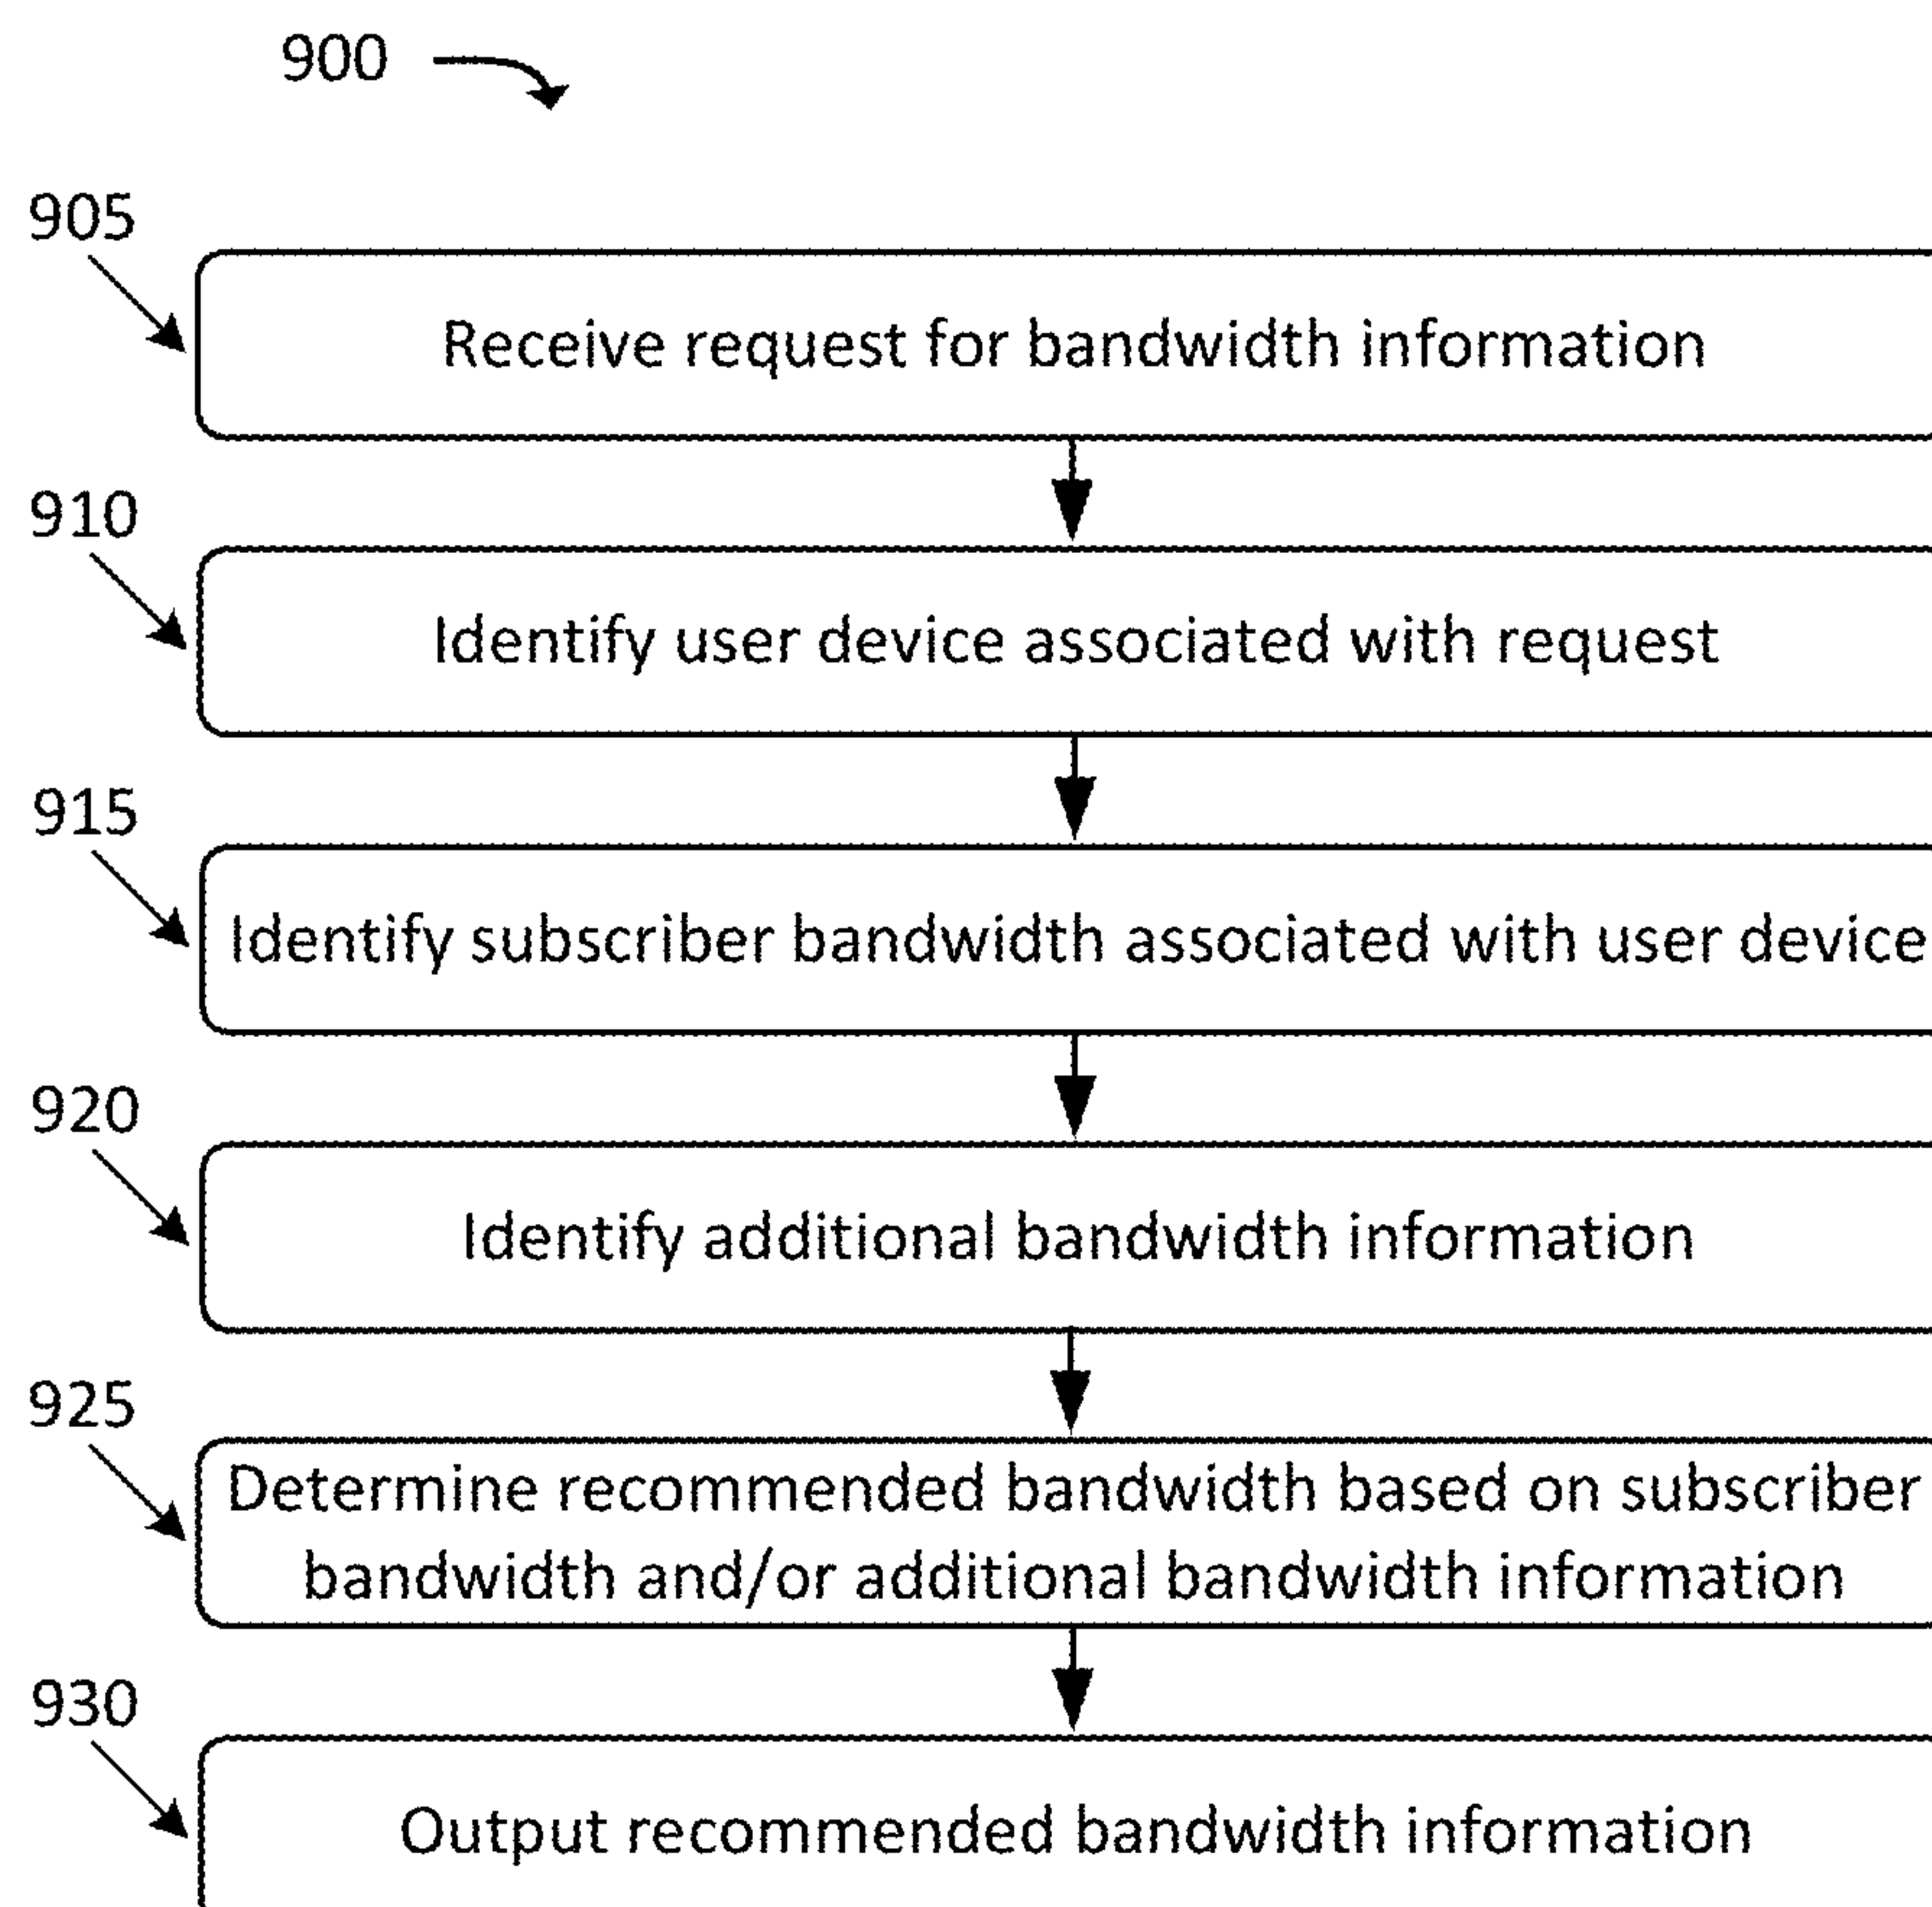 900
905
Receive request for bandwidth information
910
Identify user device associated with request
915
Identify subscriber bandwidth associated with user device
920
Identify additional bandwidth information
925
Determine recommended bandwidth based on subscriber
bandwidth and/or additional bandwidth information
930
Output recommended bandwidth information